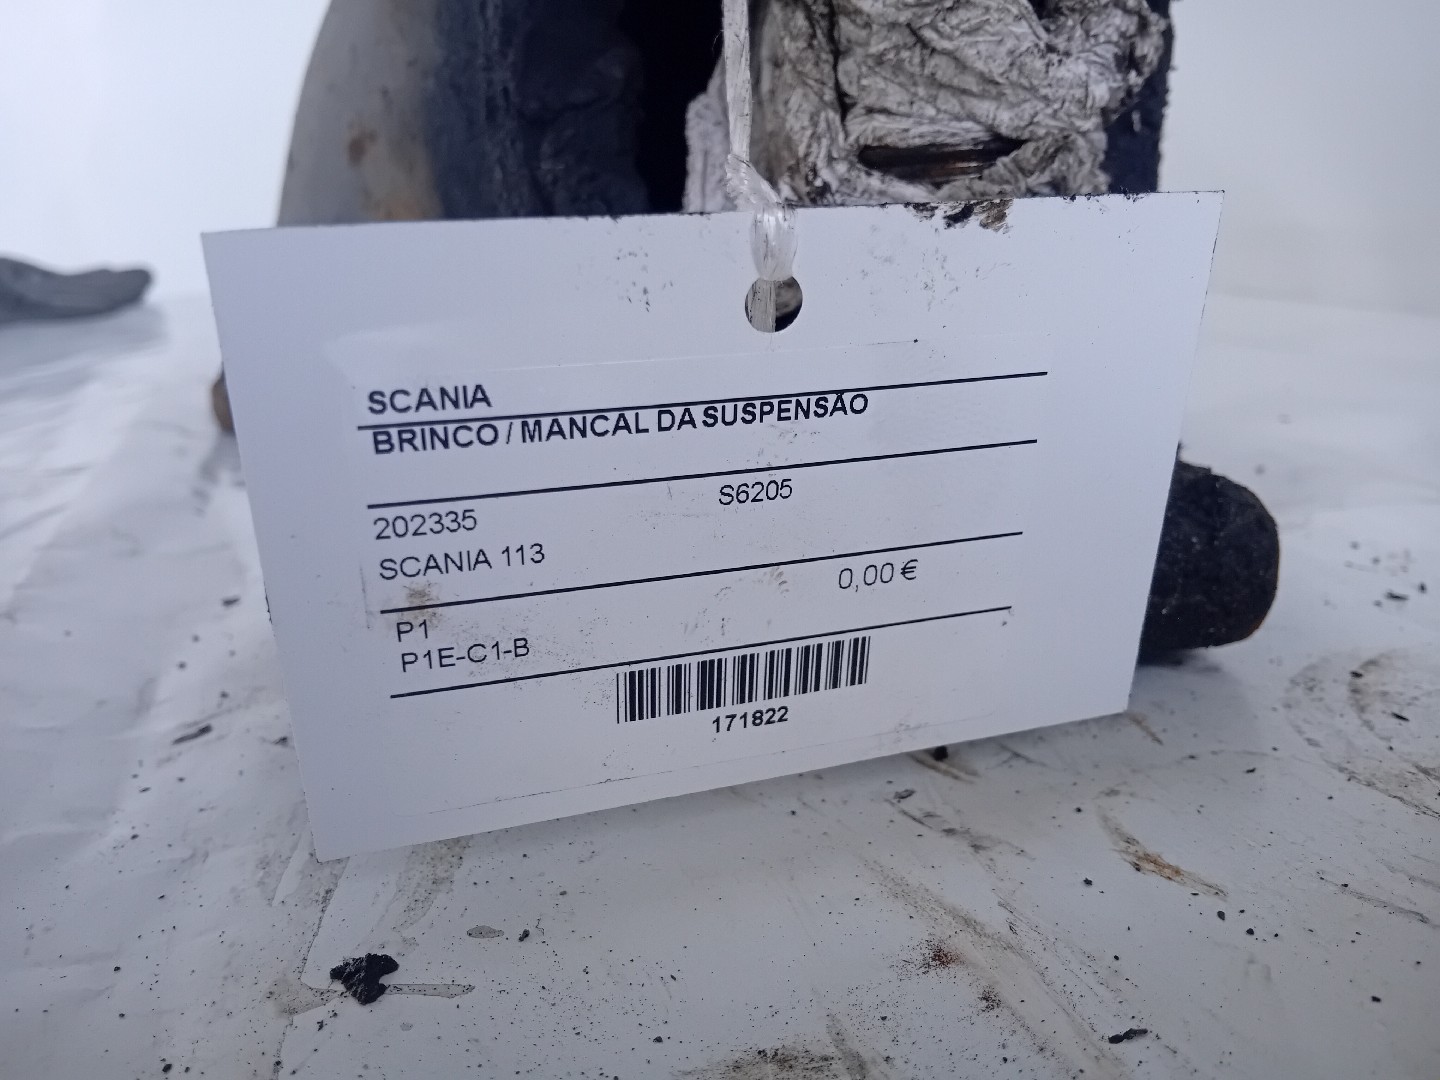 SCANIA
BRINCO / MANCAL DA SUSPENSÃO
202335 S6205
SCANIA 113
0,00 €
P1
P1E-C1-B
171822